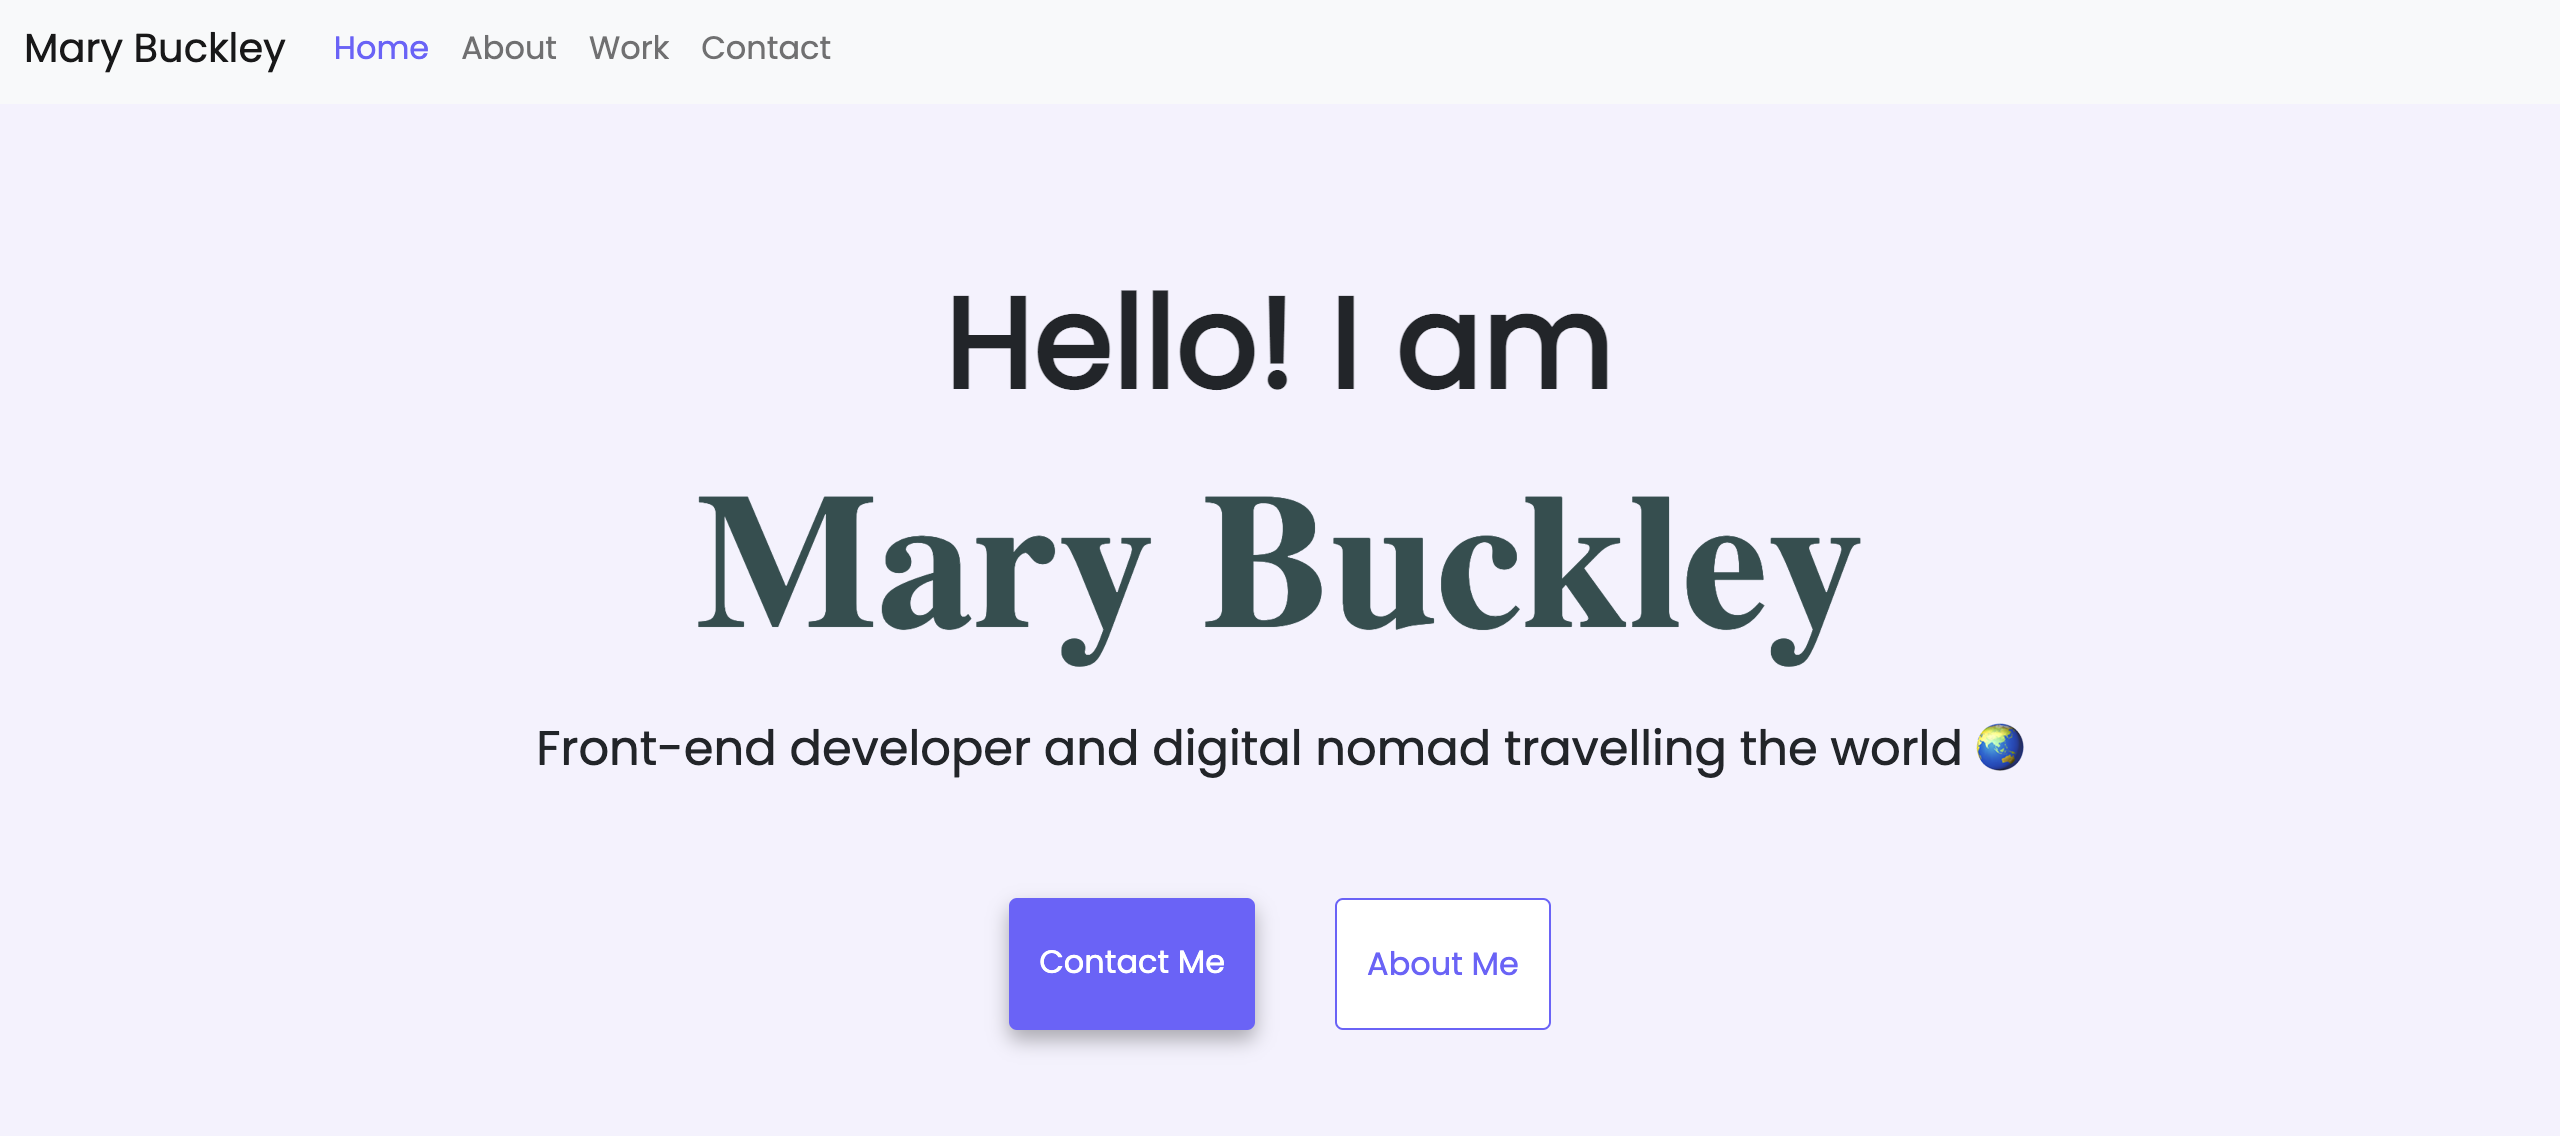 Mary Buckley Home About Work Contact
Hello! I am
Mary Buckley
Front-end developer and digital nomad travelling the world 🌏
Contact Me About Me